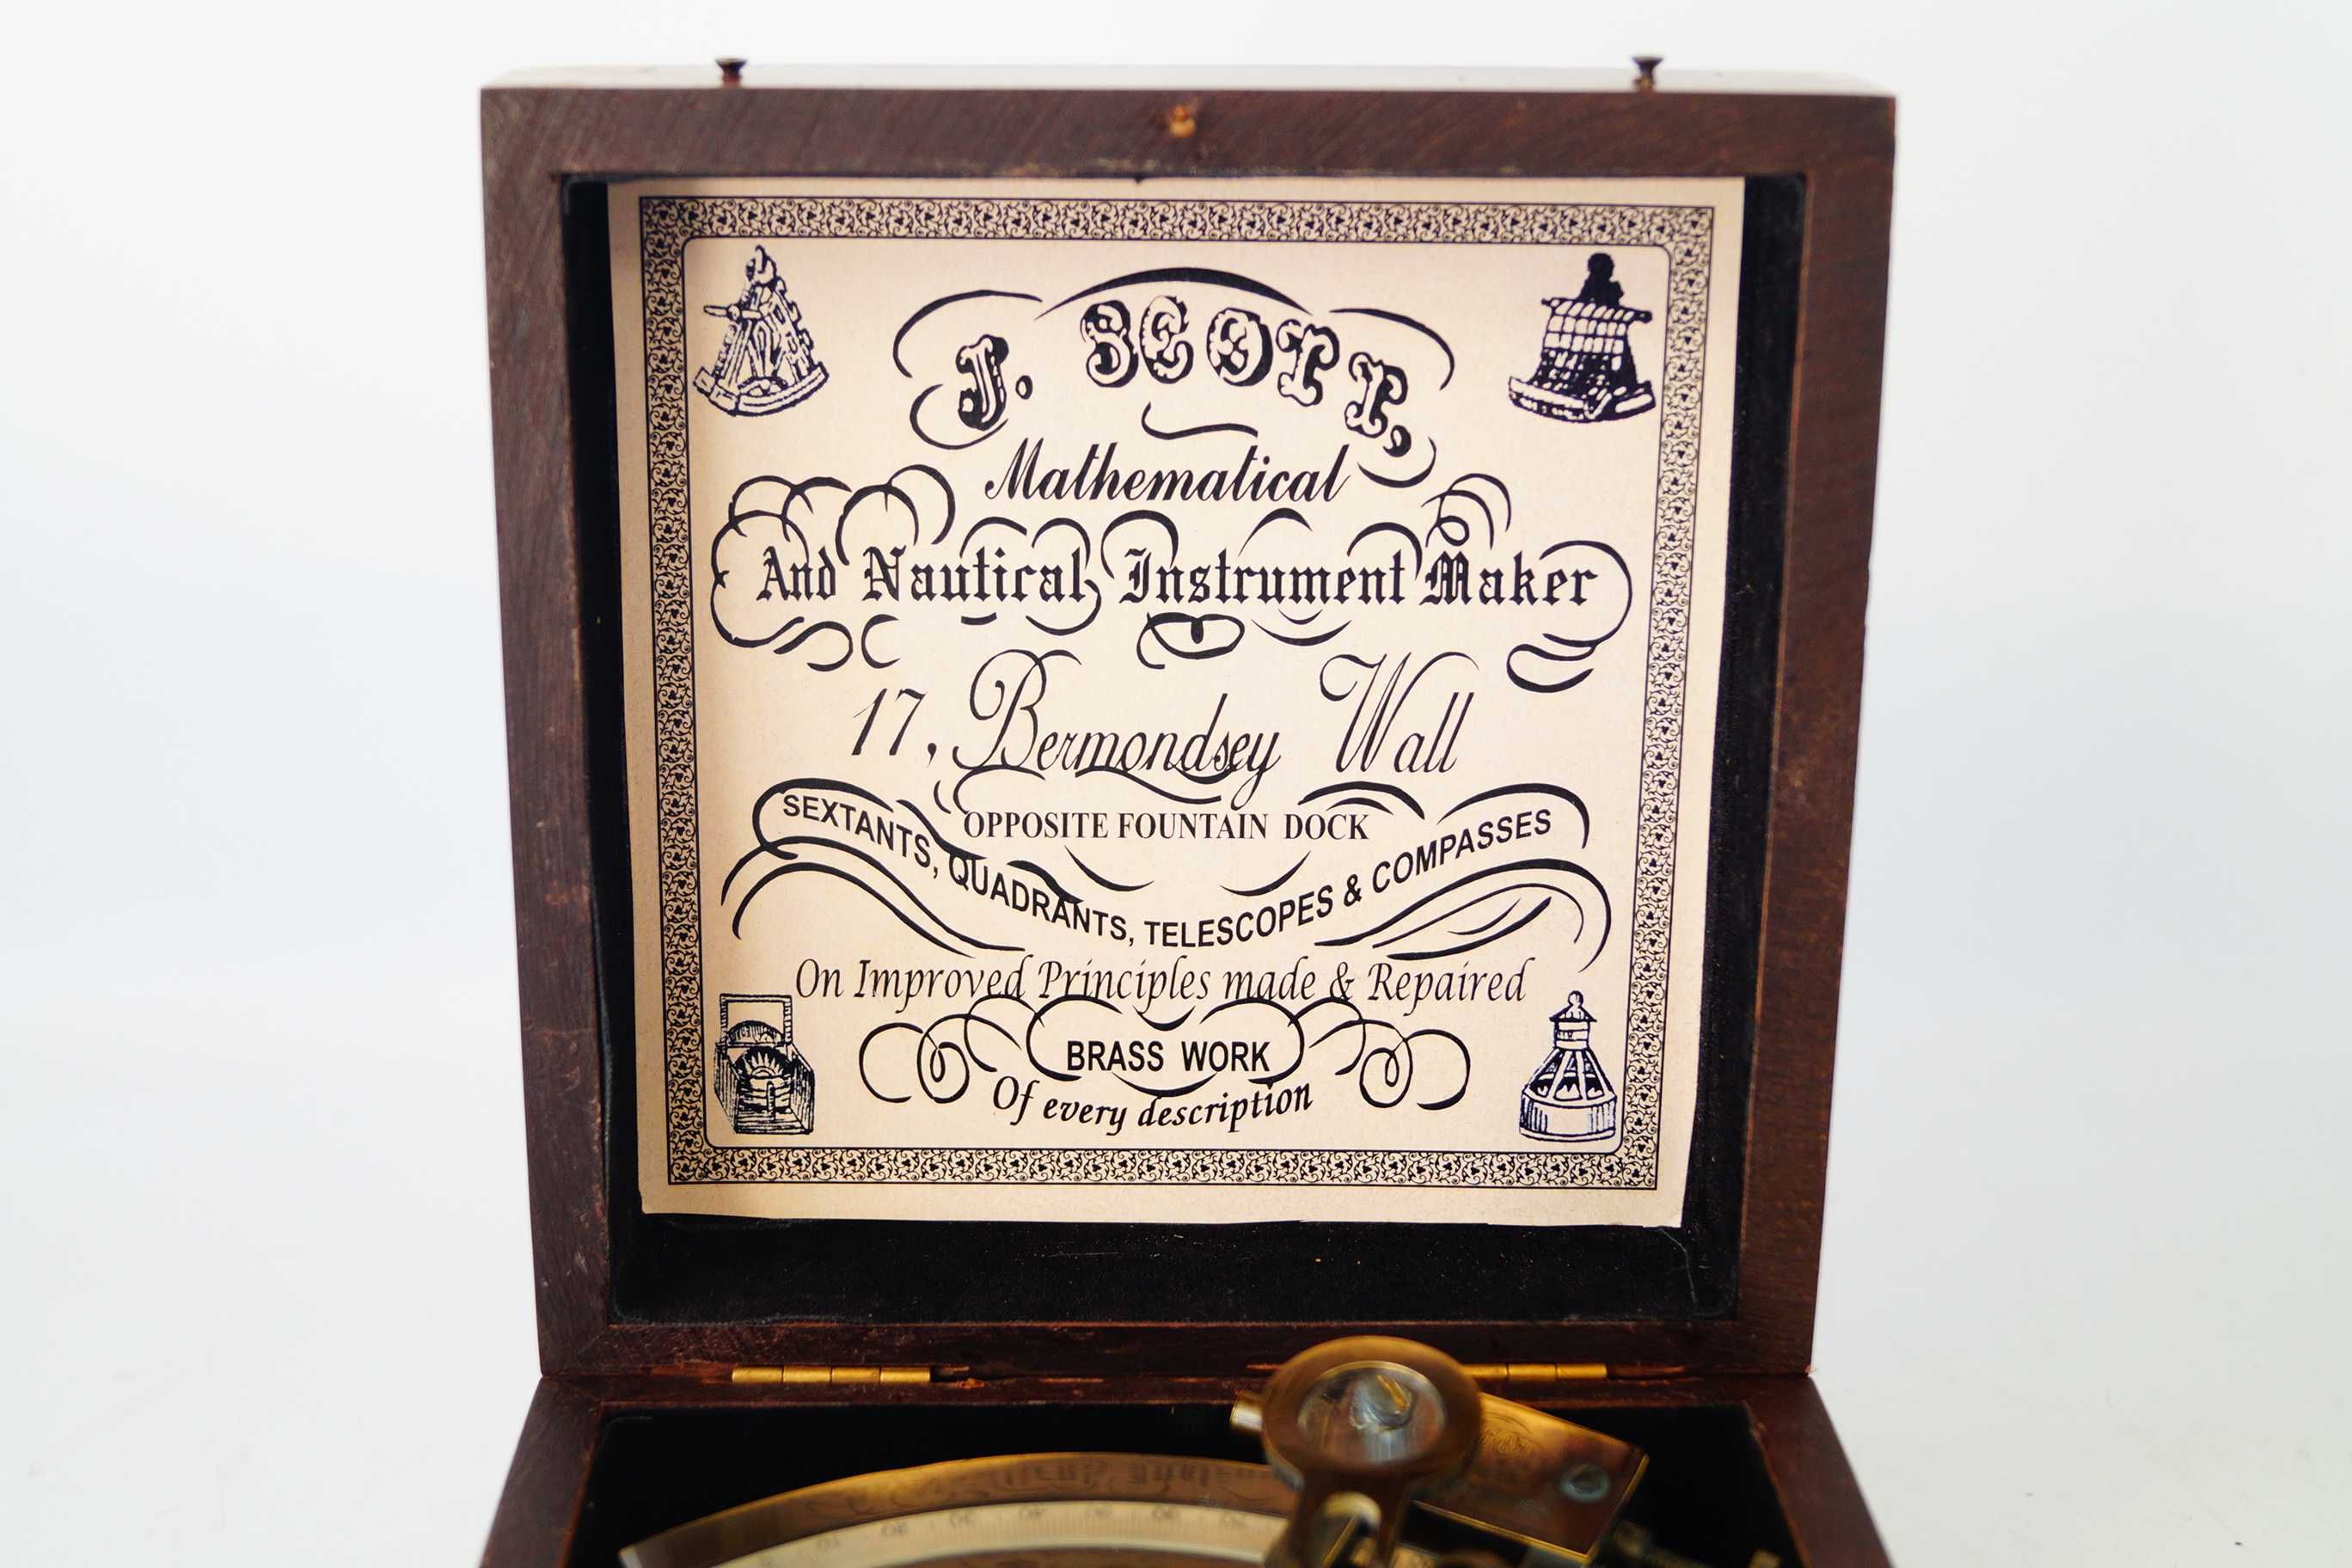 J. SCOTT,
Mathematical
And Nautical Instrument Maker
17, Bermondsey Wall
OPPOSITE FOUNTAIN DOCK
SEXTANTS, QUADRANTS, TELESCOPES & COMPASSES
On Improved Principles made & Repaired
BRASS WORK
Of every description